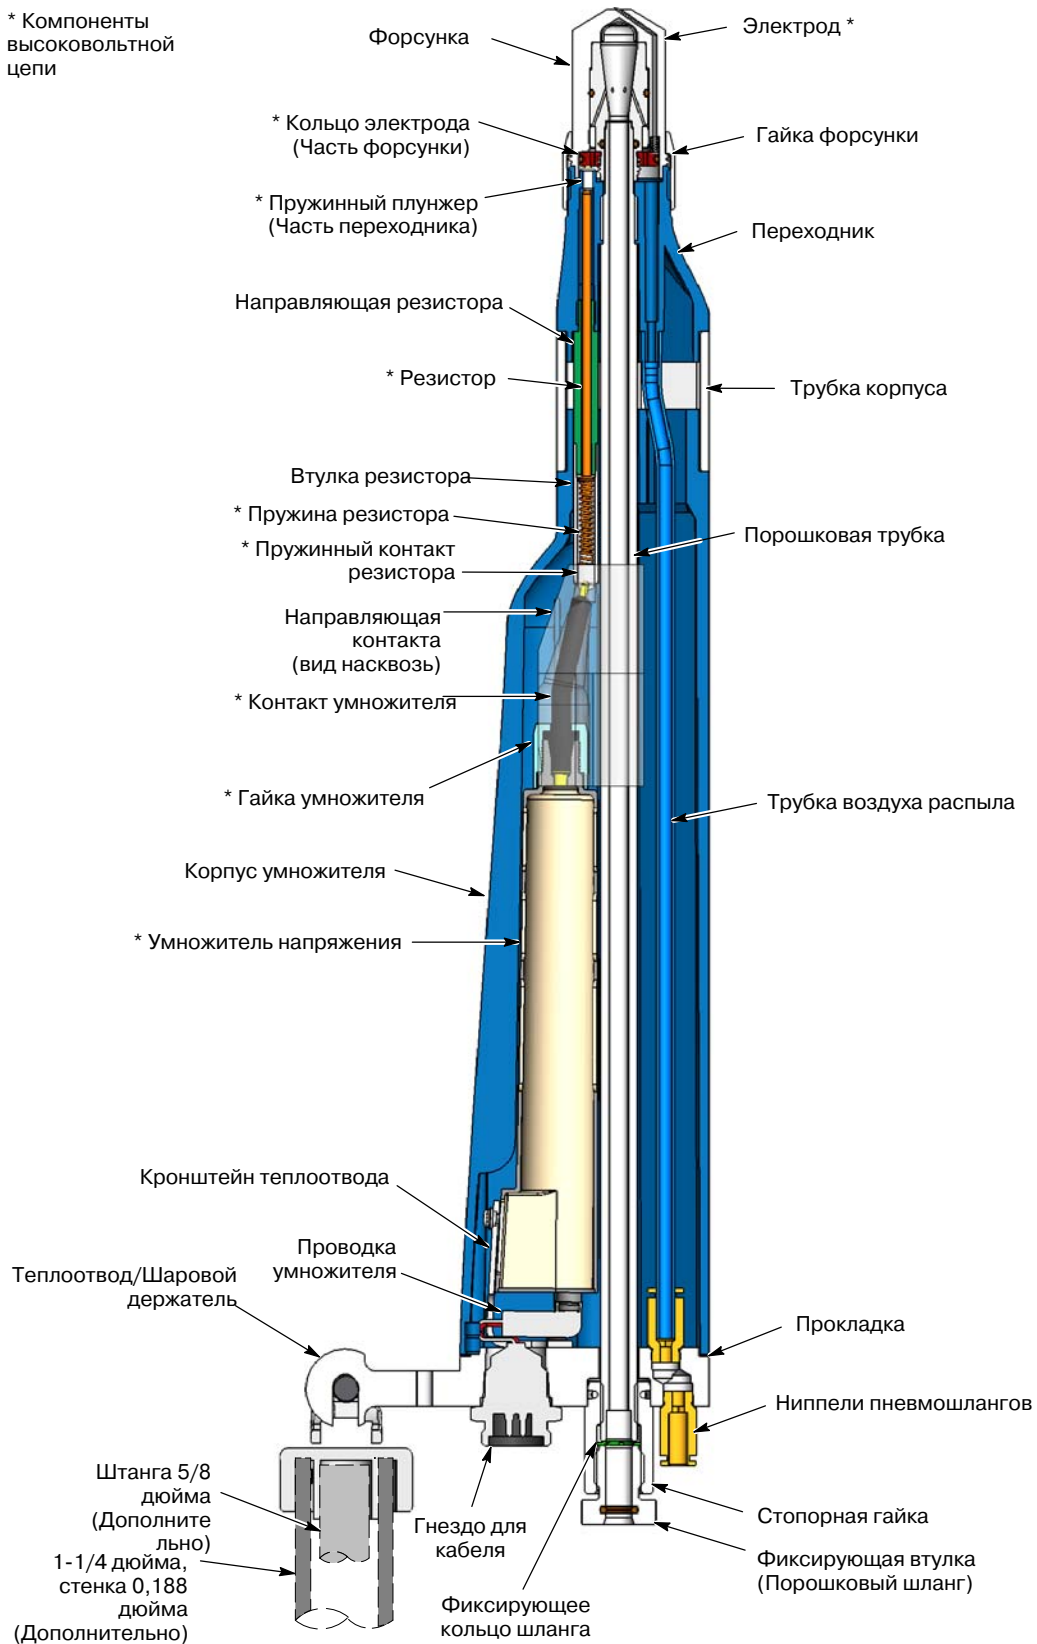 * Компоненты
высоковольтной
цепи
Форсунка
Электрод *
* Кольцо электрода
(Часть форсунки)
Гайка форсунки
* Пружинный плунжер
(Часть переходника)
Переходник
Направляющая резистора
* Резистор
Трубка корпуса
Втулка резистора
* Пружина резистора
Порошковая трубка
* Пружинный контакт
резистора
Направляющая
контакта
(вид насквозь)
* Контакт умножителя
* Гайка умножителя
Трубка воздуха распыла
Корпус умножителя
* Умножитель напряжения
Кронштейн теплоотвода
Проводка
умножителя
Теплоотвод/Шаровой
держатель
Прокладка
Ниппели пневмошлангов
Штанга 5/8
дюйма
(Дополните
льно)
1-1/4 дюйма,
стенка 0,188
дюйма
(Дополнительно)
Гнездо для
кабеля
Фиксирующее
кольцо шланга
Стопорная гайка
Фиксирующая втулка
(Порошковый шланг)